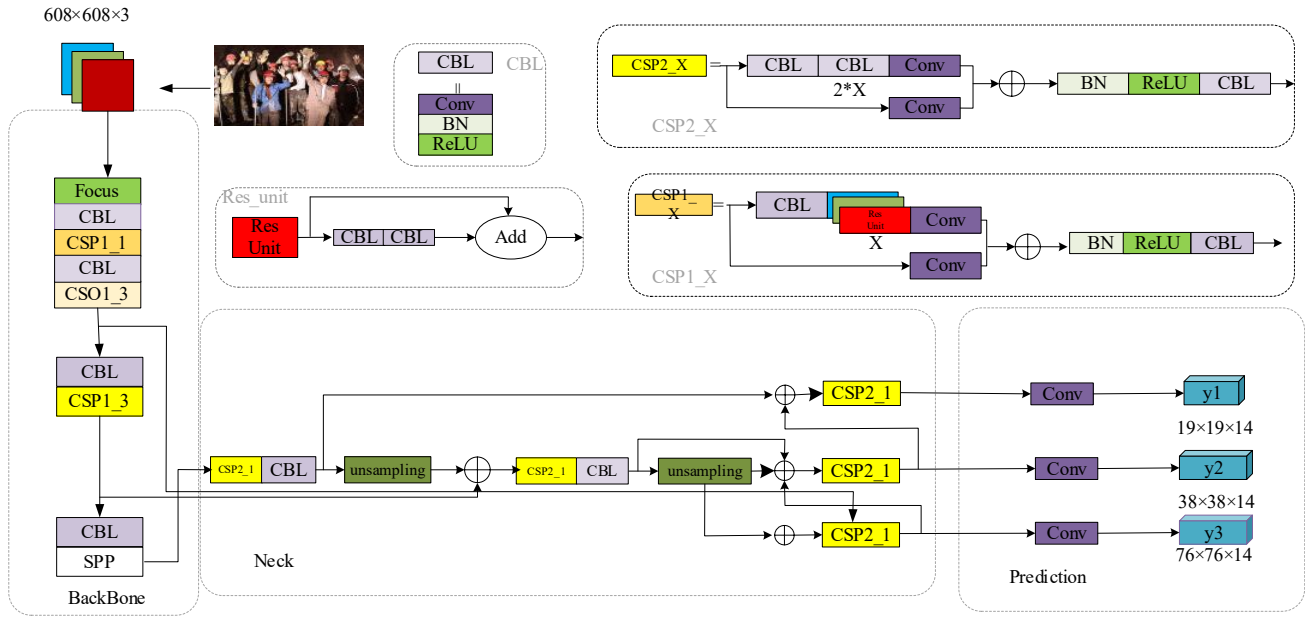 608×608×3
Focus
CBL
CSP1_1
CBL
CSO1_3
CBL
CSP1_3
CBL
SPP
BackBone
CBL
CBL
=
Conv
BN
ReLU
Res_unit
Res
Unit
CBL
CBL
Add
CSP2_X
=
CBL
CBL
Conv
2*X
Conv
BN
ReLU
CBL
CSP2_X
CSP1_
X
=
CBL
Res
Unit
Conv
X
Conv
BN
ReLU
CBL
CSP1_X
CSP2_1
CBL
unsampling
CSP2_1
CBL
unsampling
CSP2_1
CSP2_1
CSP2_1
Neck
Conv
y1
19×19×14
Conv
y2
38×38×14
Conv
y3
76×76×14
Prediction